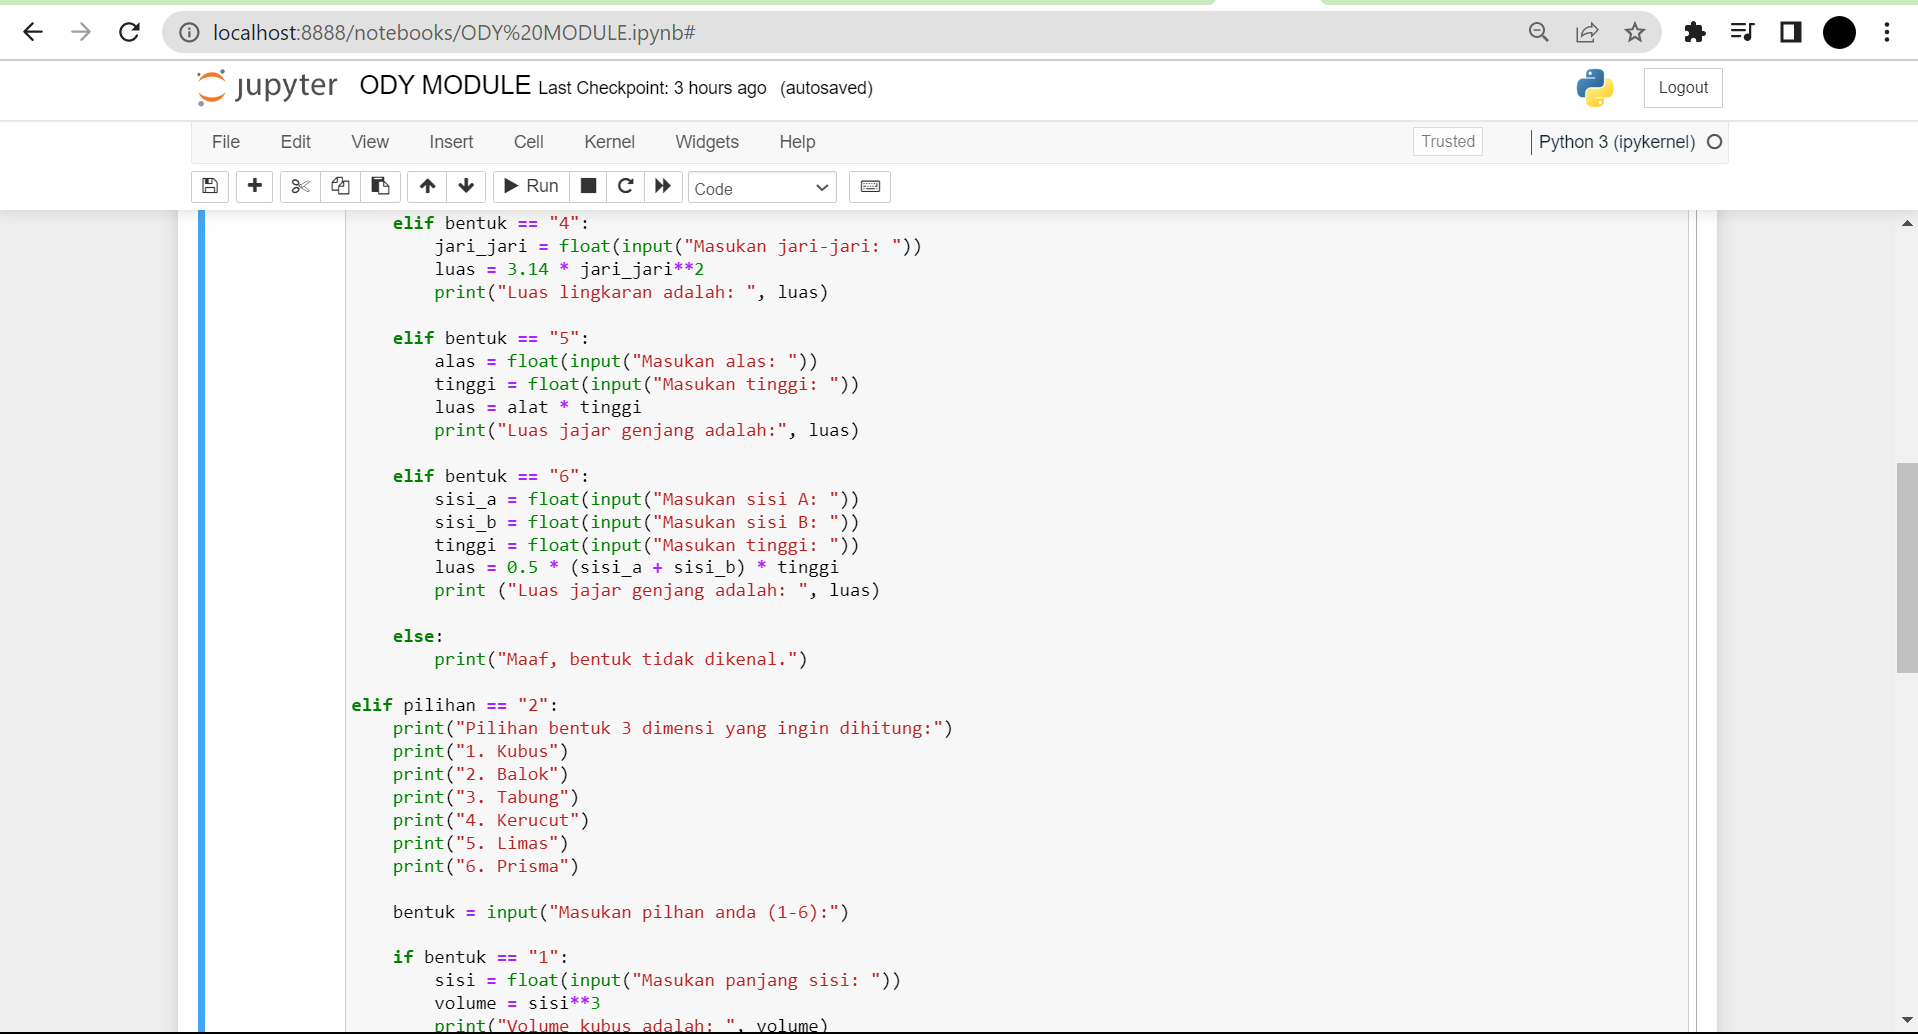 localhost:8888/notebooks/ODY%20MODULE.ipynb#
jupyter ODY MODULE Last Checkpoint: 3 hours ago (autosaved)
Logout
File Edit View Insert Cell Kernel Widgets Help
Trusted
Python 3 (ipykernel)
Run
Code
    elif bentuk == "4":
        jari_jari = float(input("Masukan jari-jari: "))
        luas = 3.14 * jari_jari**2
        print("Luas lingkaran adalah: ", luas)
    elif bentuk == "5":
        alas = float(input("Masukan alas: "))
        tinggi = float(input("Masukan tinggi: "))
        luas = alat * tinggi
        print("Luas jajar genjang adalah:", luas)
    elif bentuk == "6":
        sisi_a = float(input("Masukan sisi A: "))
        sisi_b = float(input("Masukan sisi B: "))
        tinggi = float(input("Masukan tinggi: "))
        luas = 0.5 * (sisi_a + sisi_b) * tinggi
        print ("Luas jajar genjang adalah: ", luas)
    else:
        print("Maaf, bentuk tidak dikenal.")
elif pilihan == "2":
    print("Pilihan bentuk 3 dimensi yang ingin dihitung:")
    print("1. Kubus")
    print("2. Balok")
    print("3. Tabung")
    print("4. Kerucut")
    print("5. Limas")
    print("6. Prisma")
    bentuk = input("Masukan pilhan anda (1-6):")
    if bentuk == "1":
        sisi = float(input("Masukan panjang sisi: "))
        volume = sisi**3
        print("Volume kubus adalah: ", volume)